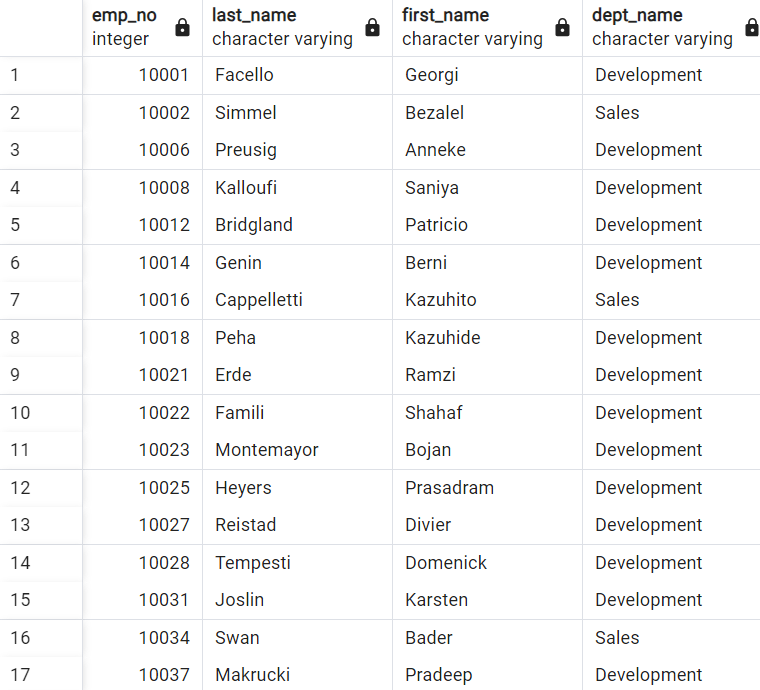 emp_no last_name first_name dept_name
integer character varying character varying character varying
1 10001 Facello Georgi Development
2 10002 Simmel Bezalel Sales
3 10006 Preusig Anneke Development
4 10008 Kalloufi Saniya Development
5 10012 Bridgland Patricio Development
6 10014 Genin Berni Development
7 10016 Cappelletti Kazuhito Sales
8 10018 Peha Kazuhide Development
9 10021 Erde Ramzi Development
10 10022 Famili Shahaf Development
11 10023 Montemayor Bojan Development
12 10025 Heyers Prasadram Development
13 10027 Reistad Divier Development
14 10028 Tempesti Domenick Development
15 10031 Joslin Karsten Development
16 10034 Swan Bader Sales
17 10037 Makrucki Pradeep Development